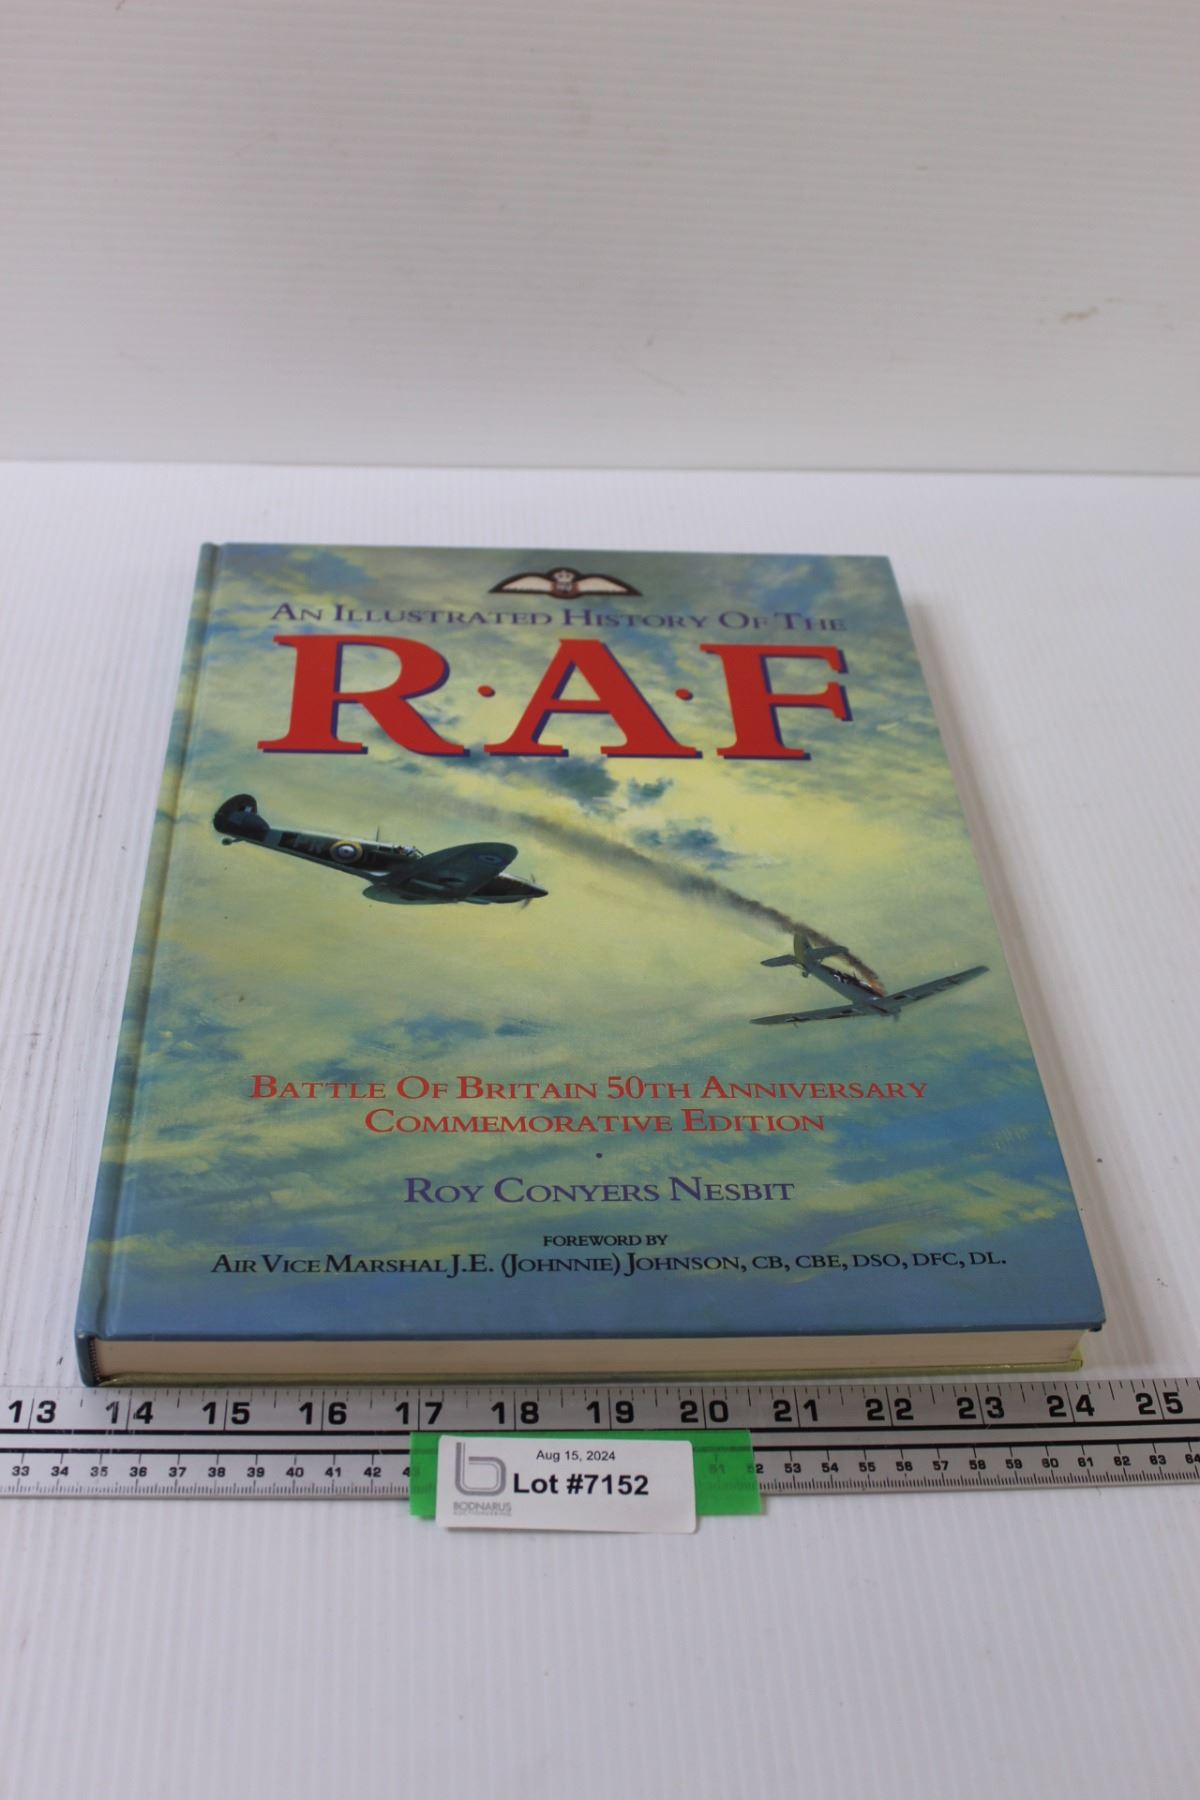 AN ILLUSTRATED HISTORY OF THE
R·A·F
BATTLE OF BRITAIN 50TH ANNIVERSARY
COMMEMORATIVE EDITION
·
ROY CONYERS NESBIT
FOREWORD BY
AIR VICE MARSHAL J.E. (JOHNNIE) JOHNSON, CB, CBE, DSO, DFC, DL.
13 14 15 16 17 18 19 20 21 22 23 24 25
33 34 35 36 37 38 39 40 41 42 51 52 53 54 55 56 57 58 59 60 61 62 63 64
Aug 15, 2024
Lot #7152
BODNARUS
AUCTIONEERING